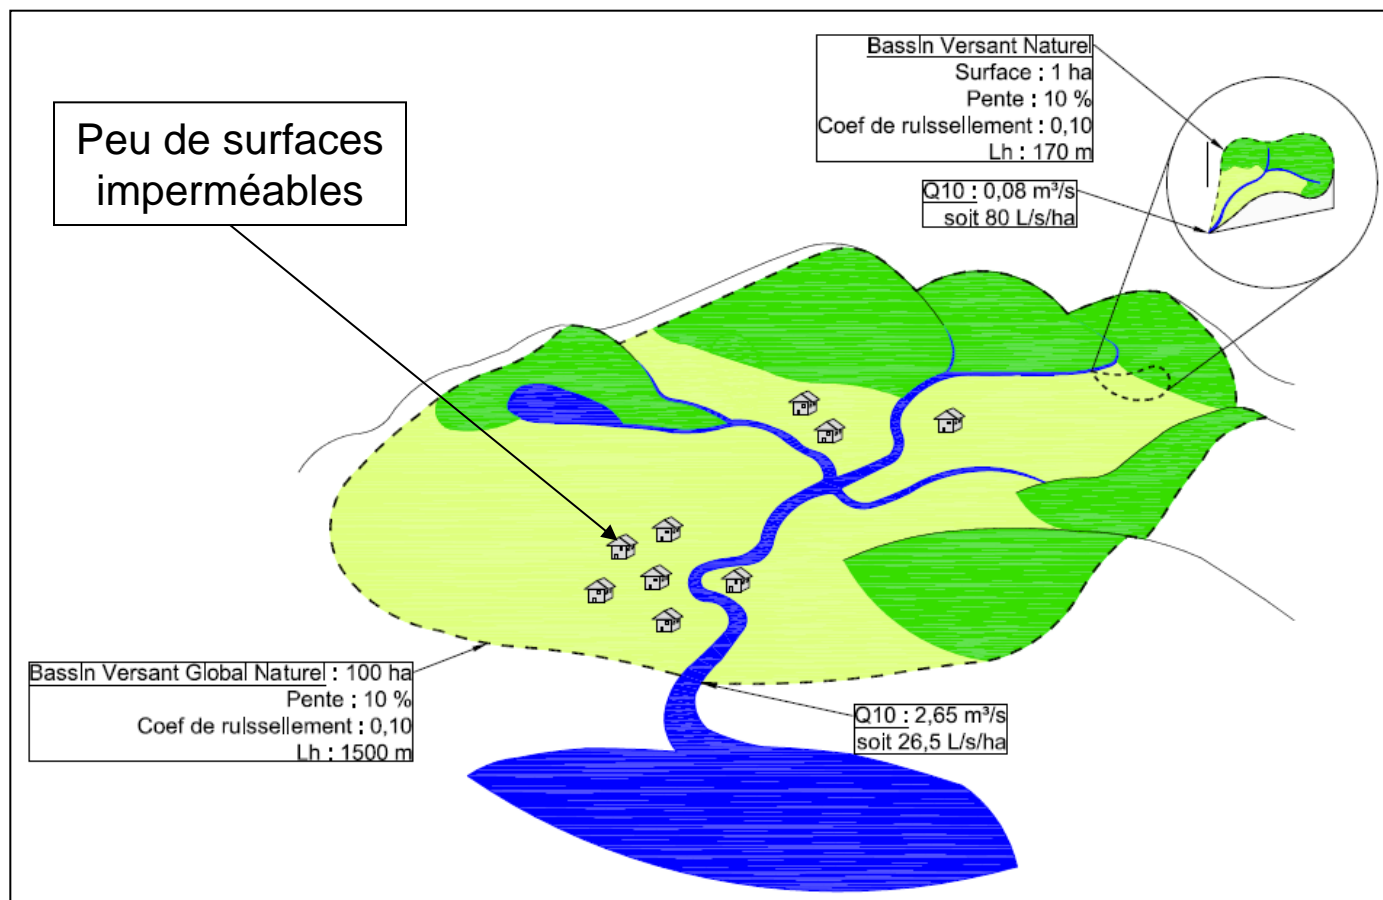 Peu de surfaces
imperméables
Bassin Versant Naturel
Surface : 1 ha
Pente : 10 %
Coef de ruissellement : 0,10
Lh : 170 m
Q10 : 0,08 m³/s
soit 80 L/s/ha
Bassin Versant Global Naturel : 100 ha
Pente : 10 %
Coef de ruissellement : 0,10
Lh : 1500 m
Q10 : 2,65 m³/s
soit 26,5 L/s/ha